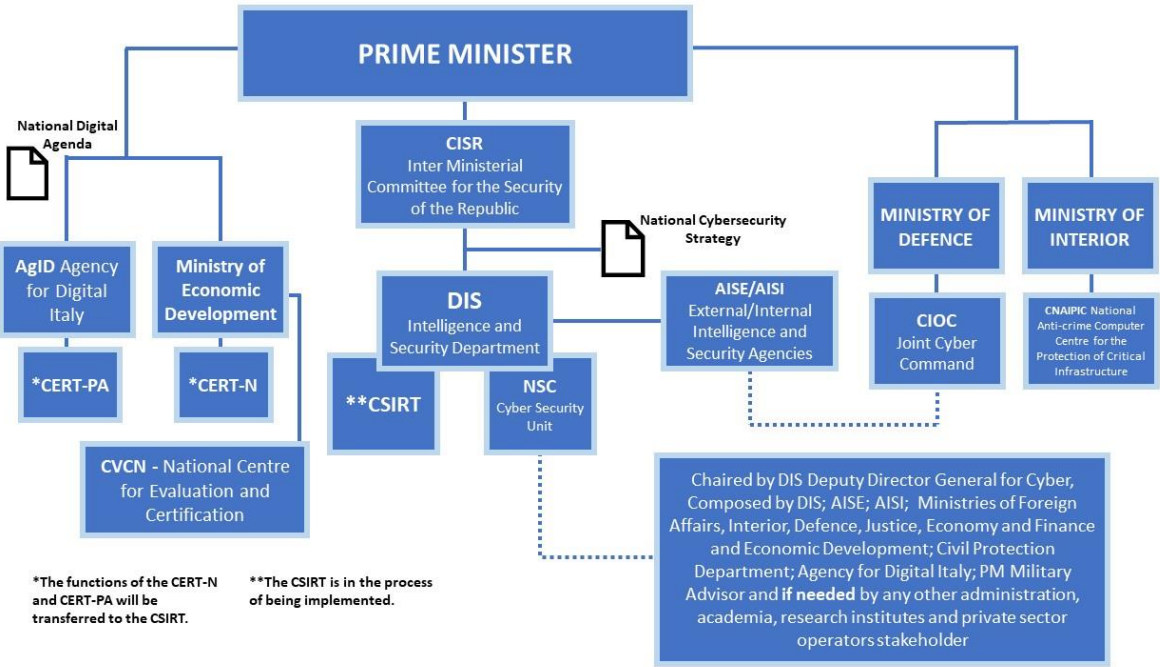 PRIME MINISTER
National Digital
Agenda
CISR
Inter Ministerial
Committee for the Security
of the Republic
National Cybersecurity
Strategy
MINISTRY OF
DEFENCE
MINISTRY OF
INTERIOR
AgID Agency
for Digital
Italy
Ministry of
Economic
Development
DIS
Intelligence and
Security Department
AISE/AISI
External/Internal
Intelligence and
Security Agencies
CIOC
Joint Cyber
Command
CNAIPIC National
Anti-crime Computer
Centre for the
Protection of Critical
Infrastructure
*CERT-PA
*CERT-N
**CSIRT
NSC
Cyber Security
Unit
CVCN - National Centre
for Evaluation and
Certification
Chaired by DIS Deputy Director General for Cyber,
Composed by DIS; AISE; AISI; Ministries of Foreign
Affairs, Interior, Defence, Justice, Economy and Finance
and Economic Development; Civil Protection
Department; Agency for Digital Italy; PM Military
Advisor and if needed by any other administration,
academia, research institutes and private sector
operators stakeholder
*The functions of the CERT-N
and CERT-PA will be
transferred to the CSIRT.
**The CSIRT is in the process
of being implemented.